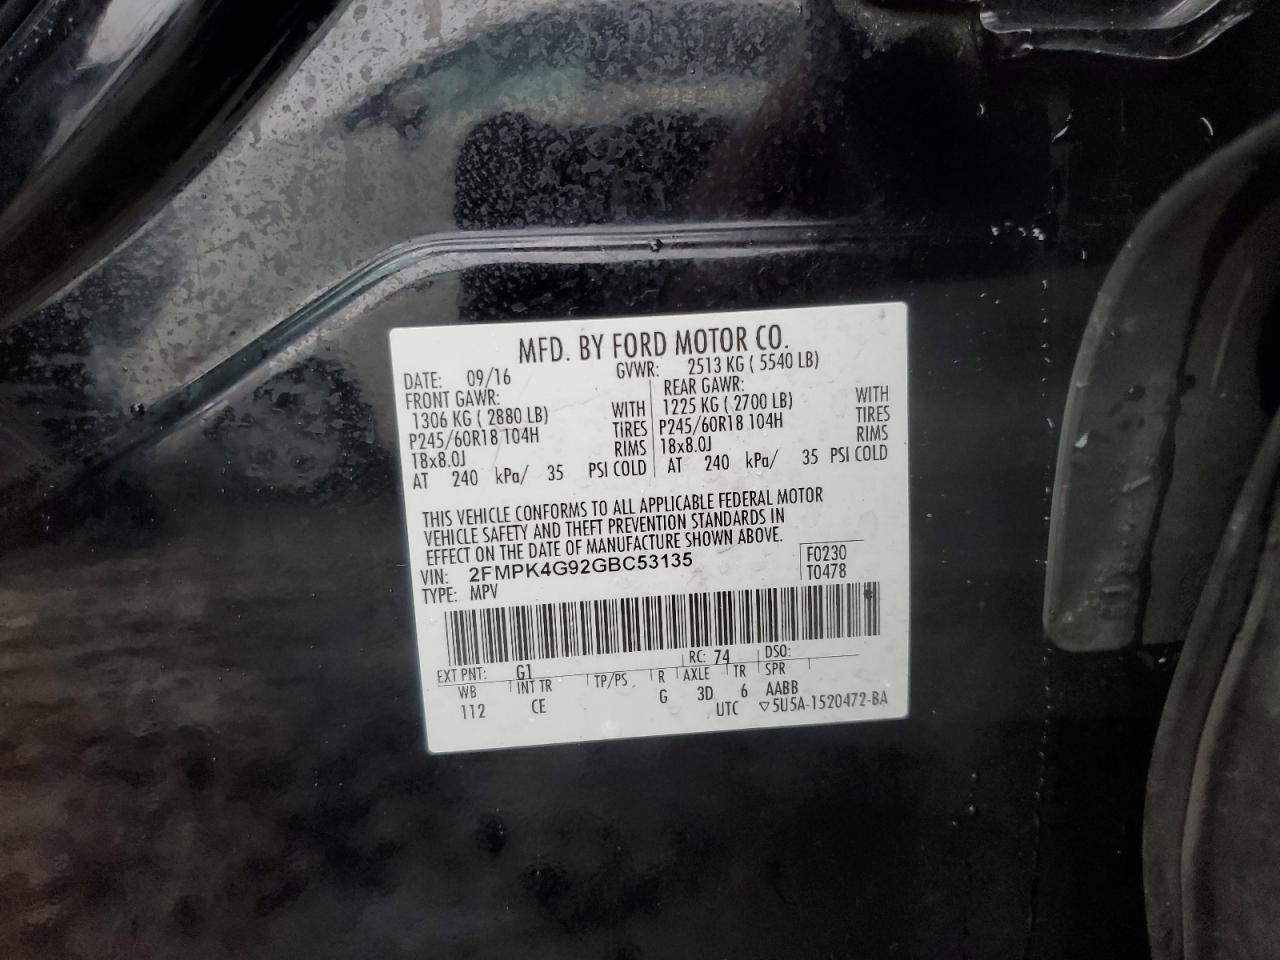 MFD. BY FORD MOTOR CO.
DATE: 09/16 GVWR: 2513 KG ( 5540 LB)
FRONT GAWR: REAR GAWR:
1306 KG ( 2880 LB) WITH 1225 KG ( 2700 LB) WITH
P245/60R18 104H TIRES P245/60R18 104H TIRES
18x8.0J RIMS 18x8.0J RIMS
AT 240 kPa/ 35 PSI COLD AT 240 kPa/ 35 PSI COLD
THIS VEHICLE CONFORMS TO ALL APPLICABLE FEDERAL MOTOR
VEHICLE SAFETY AND THEFT PREVENTION STANDARDS IN
EFFECT ON THE DATE OF MANUFACTURE SHOWN ABOVE.
VIN: 2FMPK4G92GBC53135 F0230
TYPE: MPV T0478
EXT PNT: G1 RC: 74 DSO:
WB INT TR TP/PS R AXLE TR SPR
112 CE G 3D 6 AABB
UTC ▽5U5A-1520472-BA